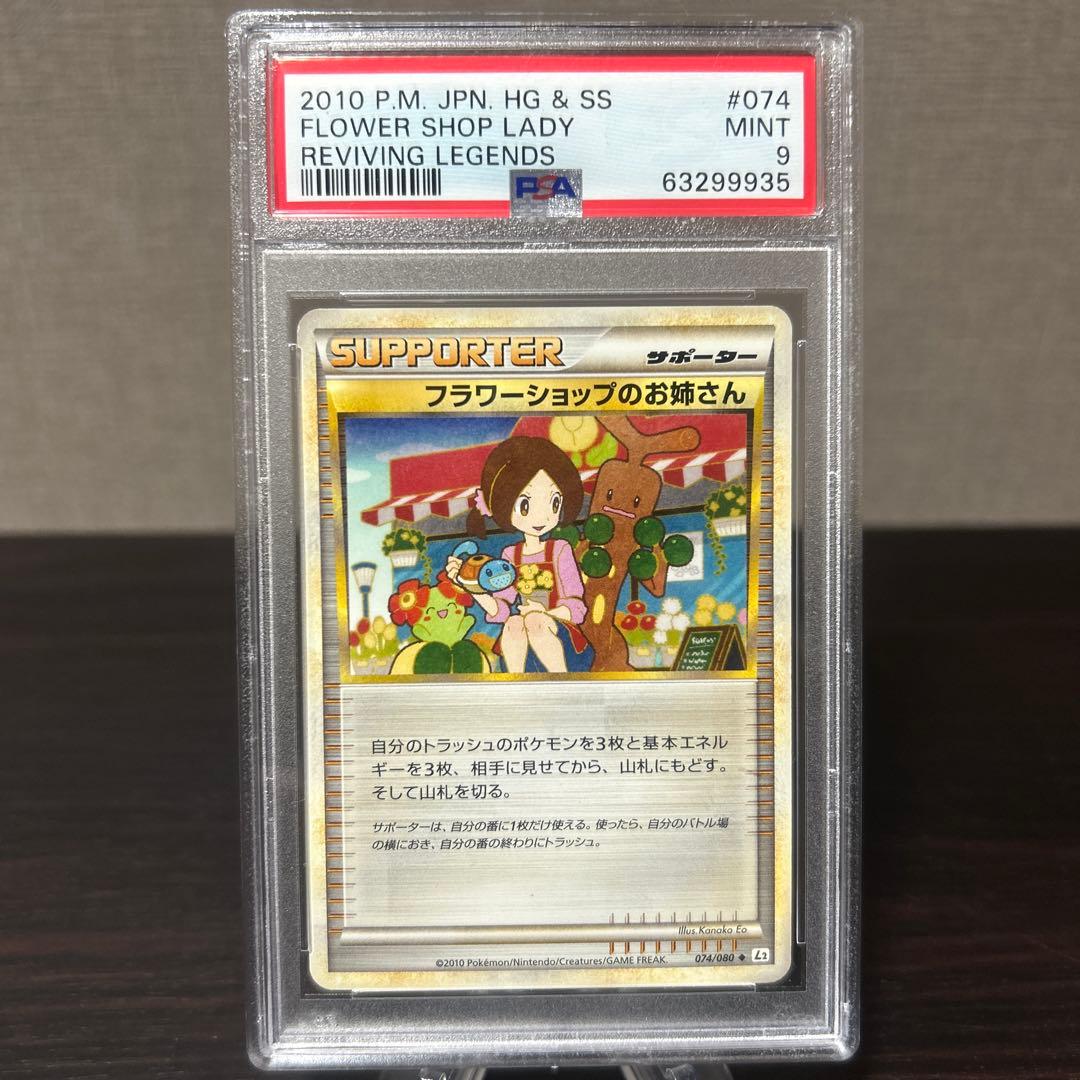 2010 P.M. JPN. HG & SS #074
FLOWER SHOP LADY MINT
REVIVING LEGENDS 9
PSA 63299935
SUPPORTER サポーター
フラワーショップのお姉さん
自分のトラッシュのポケモンを3枚と基本エネル
ギーを3枚、相手に見せてから、山札にもどす。
そして山札を切る。
サポーターは、自分の番に1枚だけ使える。使ったら、自分のバトル場
の横におき、自分の番の終わりにトラッシュ。
Illus. Kanako Eo
©2010 Pokémon/Nintendo/Creatures/GAME FREAK. 074/080 ◆ L2